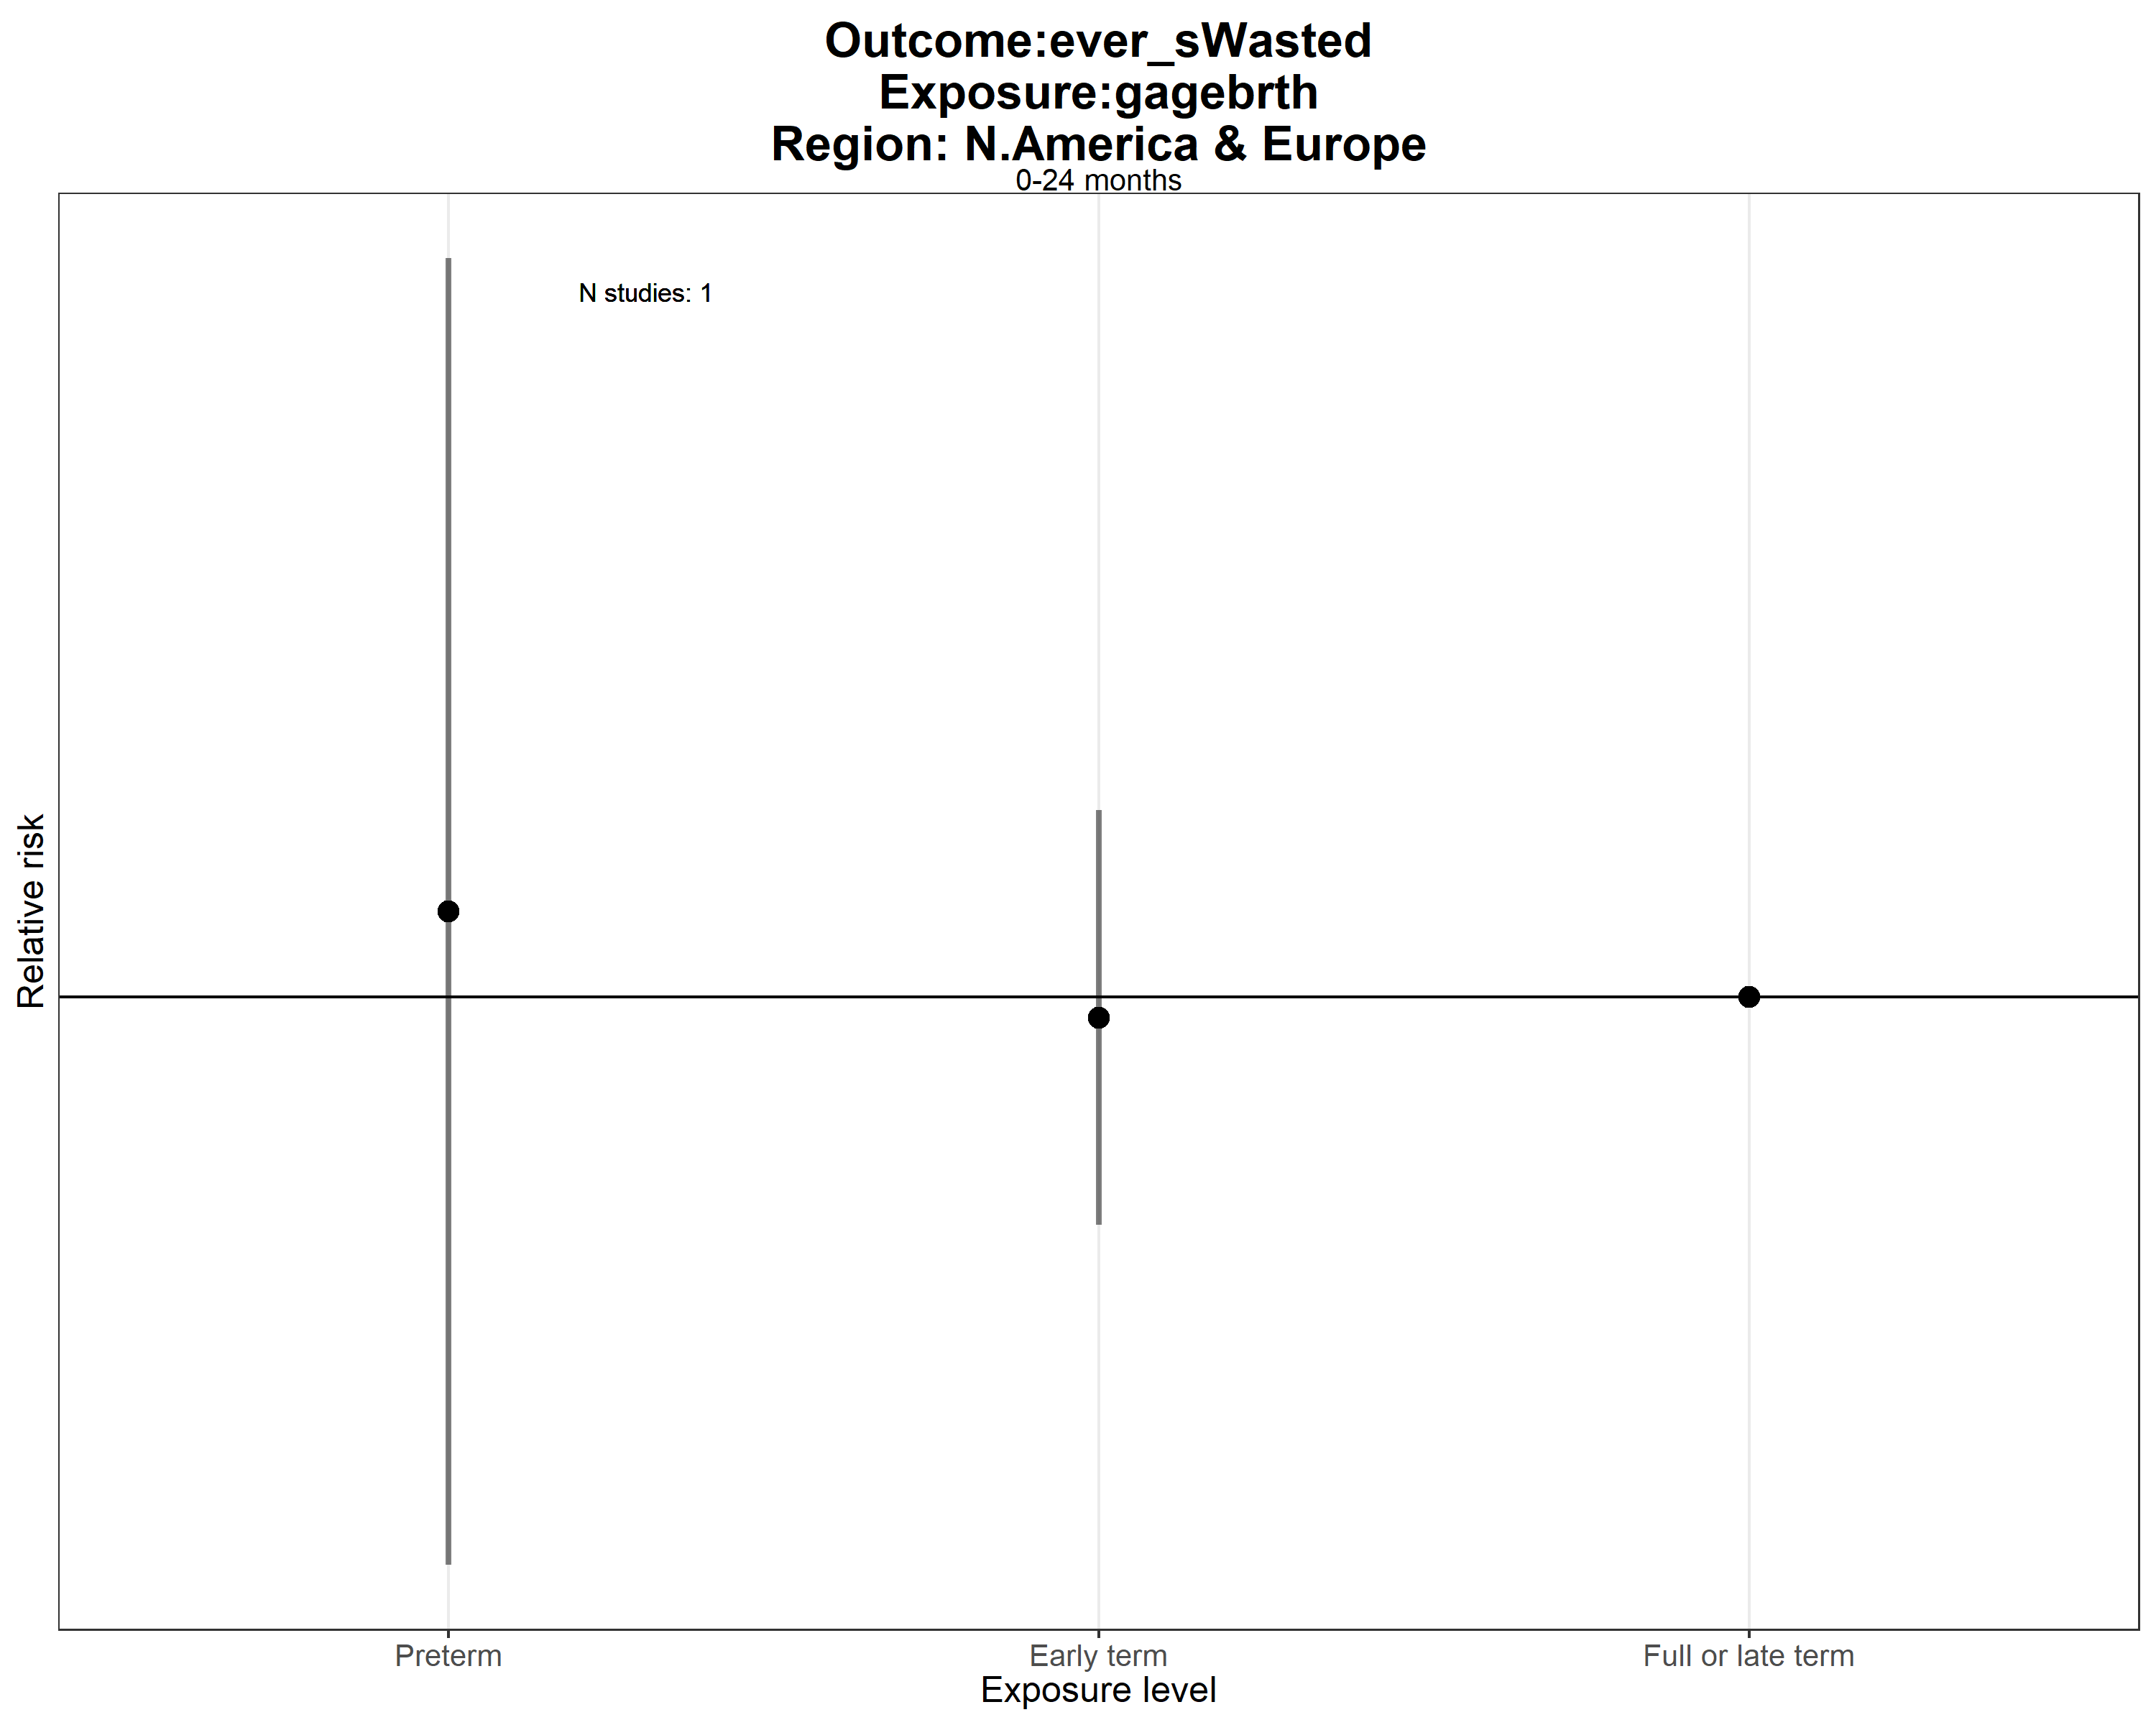 Outcome:ever_sWasted
Exposure:gagebrth
Region: N.America & Europe
0-24 months
N studies: 1
Relative risk
Preterm
Early term
Full or late term
Exposure level